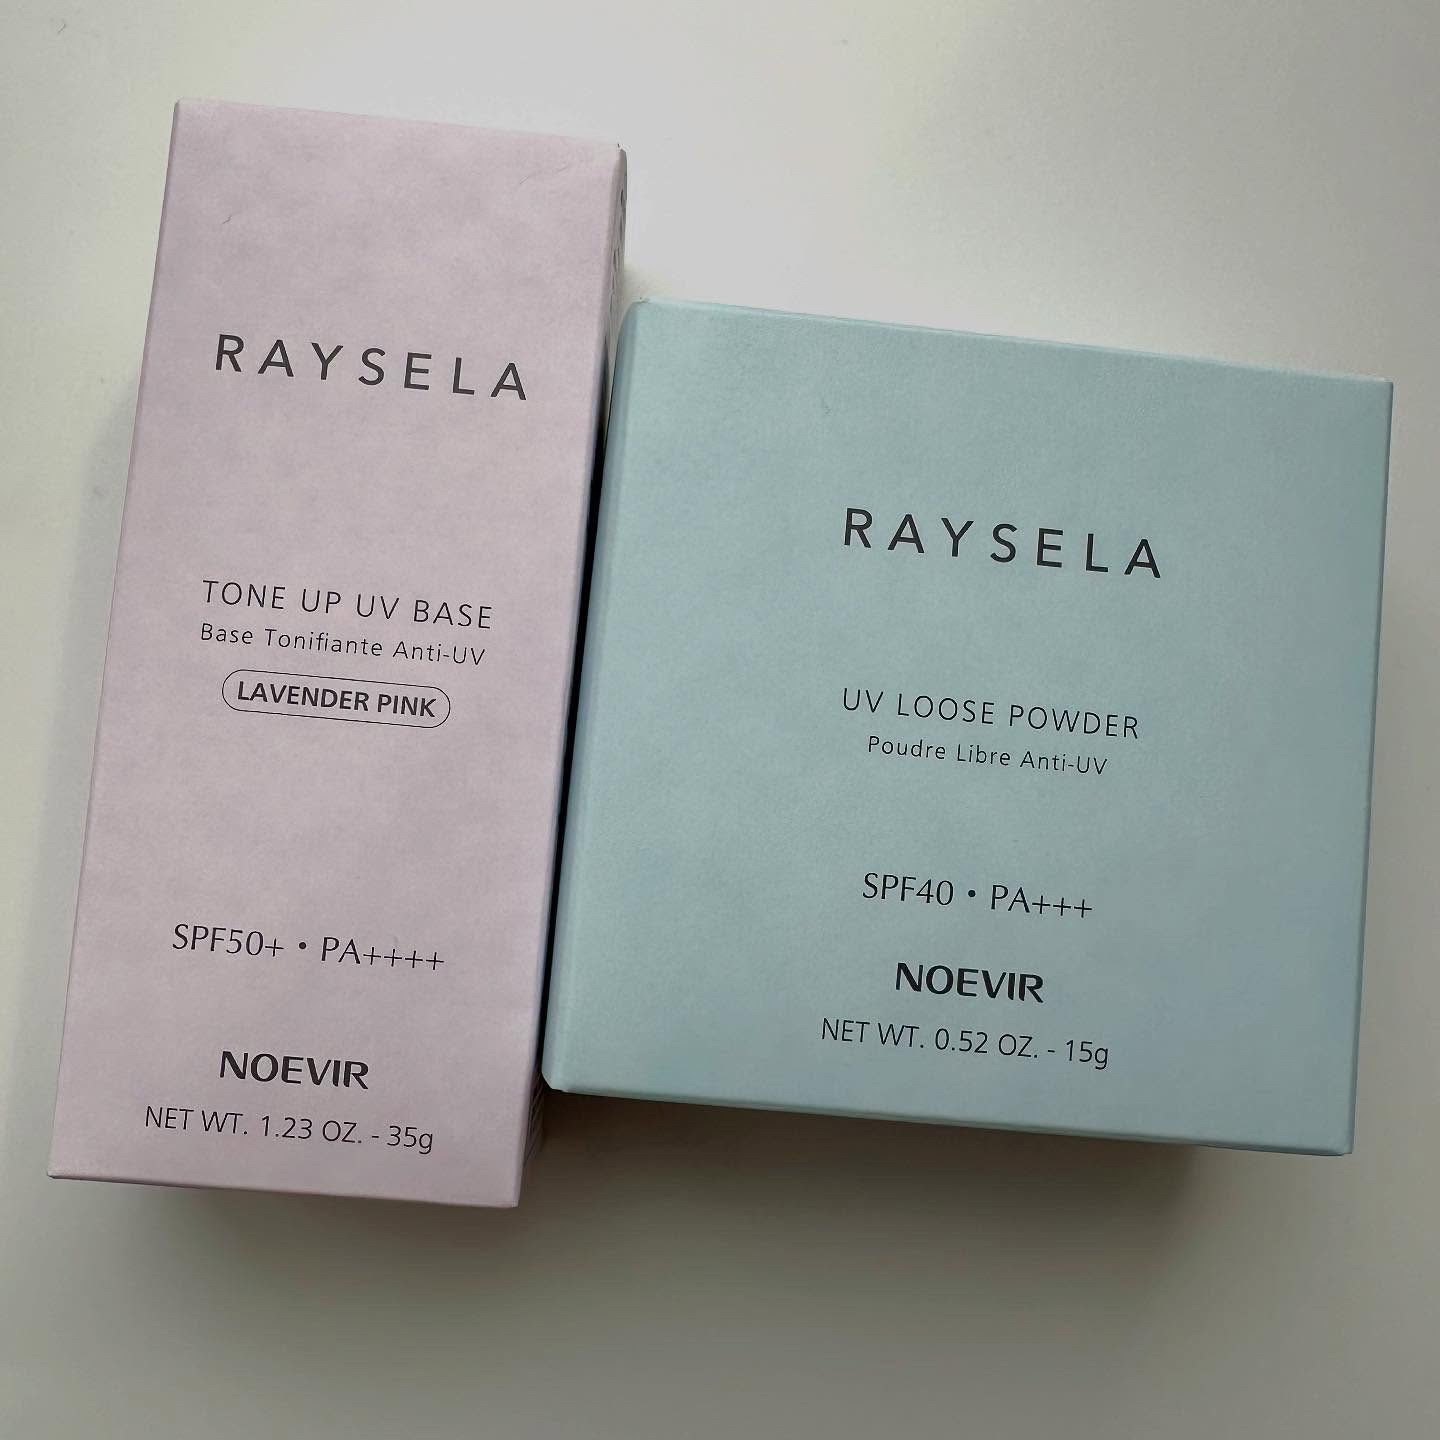 RAYSELA
TONE UP UV BASE
Base Tonifiante Anti-UV
LAVENDER PINK
SPF50+・PA++++
NOEVIR
NET WT. 1.23 OZ. - 35g
RAYSELA
UV LOOSE POWDER
Poudre Libre Anti-UV
SPF40・PA+++
NOEVIR
NET WT. 0.52 OZ. - 15g